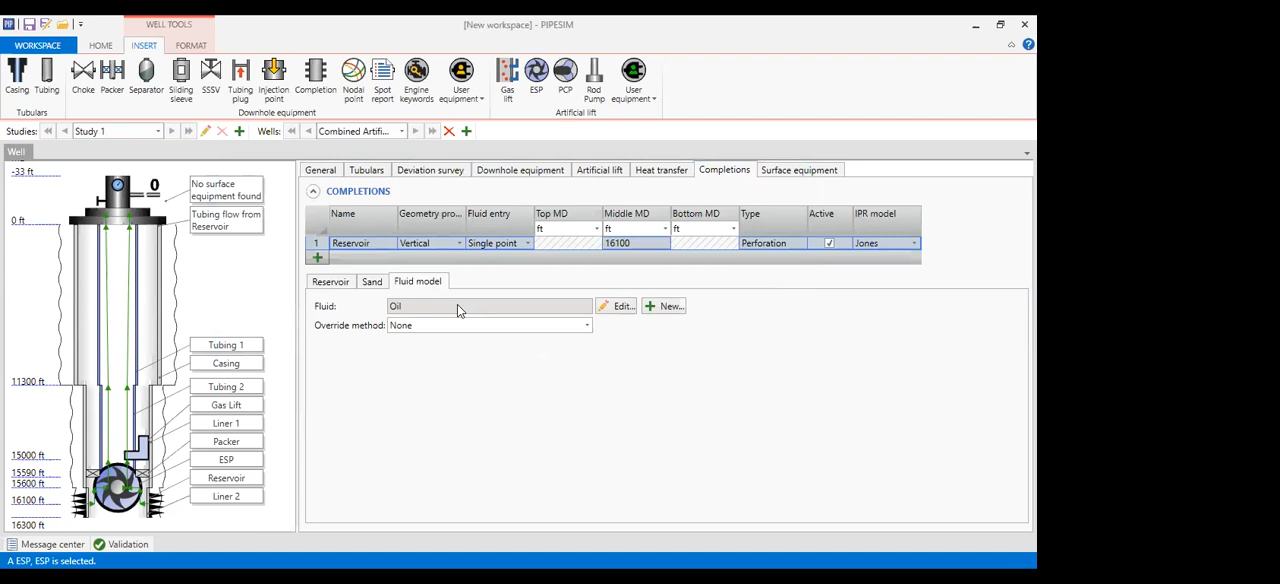 PIP
WELL TOOLS
[New workspace] - PIPESIM
WORKSPACE HOME INSERT FORMAT
Casing Tubing Choke Packer Separator Sliding sleeve SSSV Tubing plug Injection point Completion Nodal point Spot report Engine keywords User equipment Gas lift ESP PCP Rod Pump User equipment
Tubulars Downhole equipment Artificial lift
Studies: Study 1 Wells: Combined Artifi...
Well
General Tubulars Deviation survey Downhole equipment Artificial lift Heat transfer Completions Surface equipment
COMPLETIONS
Name Geometry pro... Fluid entry Top MD Middle MD Bottom MD Type Active IPR model
ft ft ft
1 Reservoir Vertical Single point 16100 Perforation Jones
Reservoir Sand Fluid model
Fluid: Oil Edit... New...
Override method: None
-33 ft
0
No surface
equipment found
0 ft
Tubing flow from
Reservoir
Tubing 1
Casing
11300 ft
Tubing 2
Gas Lift
Liner 1
Packer
15000 ft
ESP
15590 ft
Reservoir
15600 ft
Liner 2
16100 ft
16300 ft
Message center Validation
A ESP, ESP is selected.